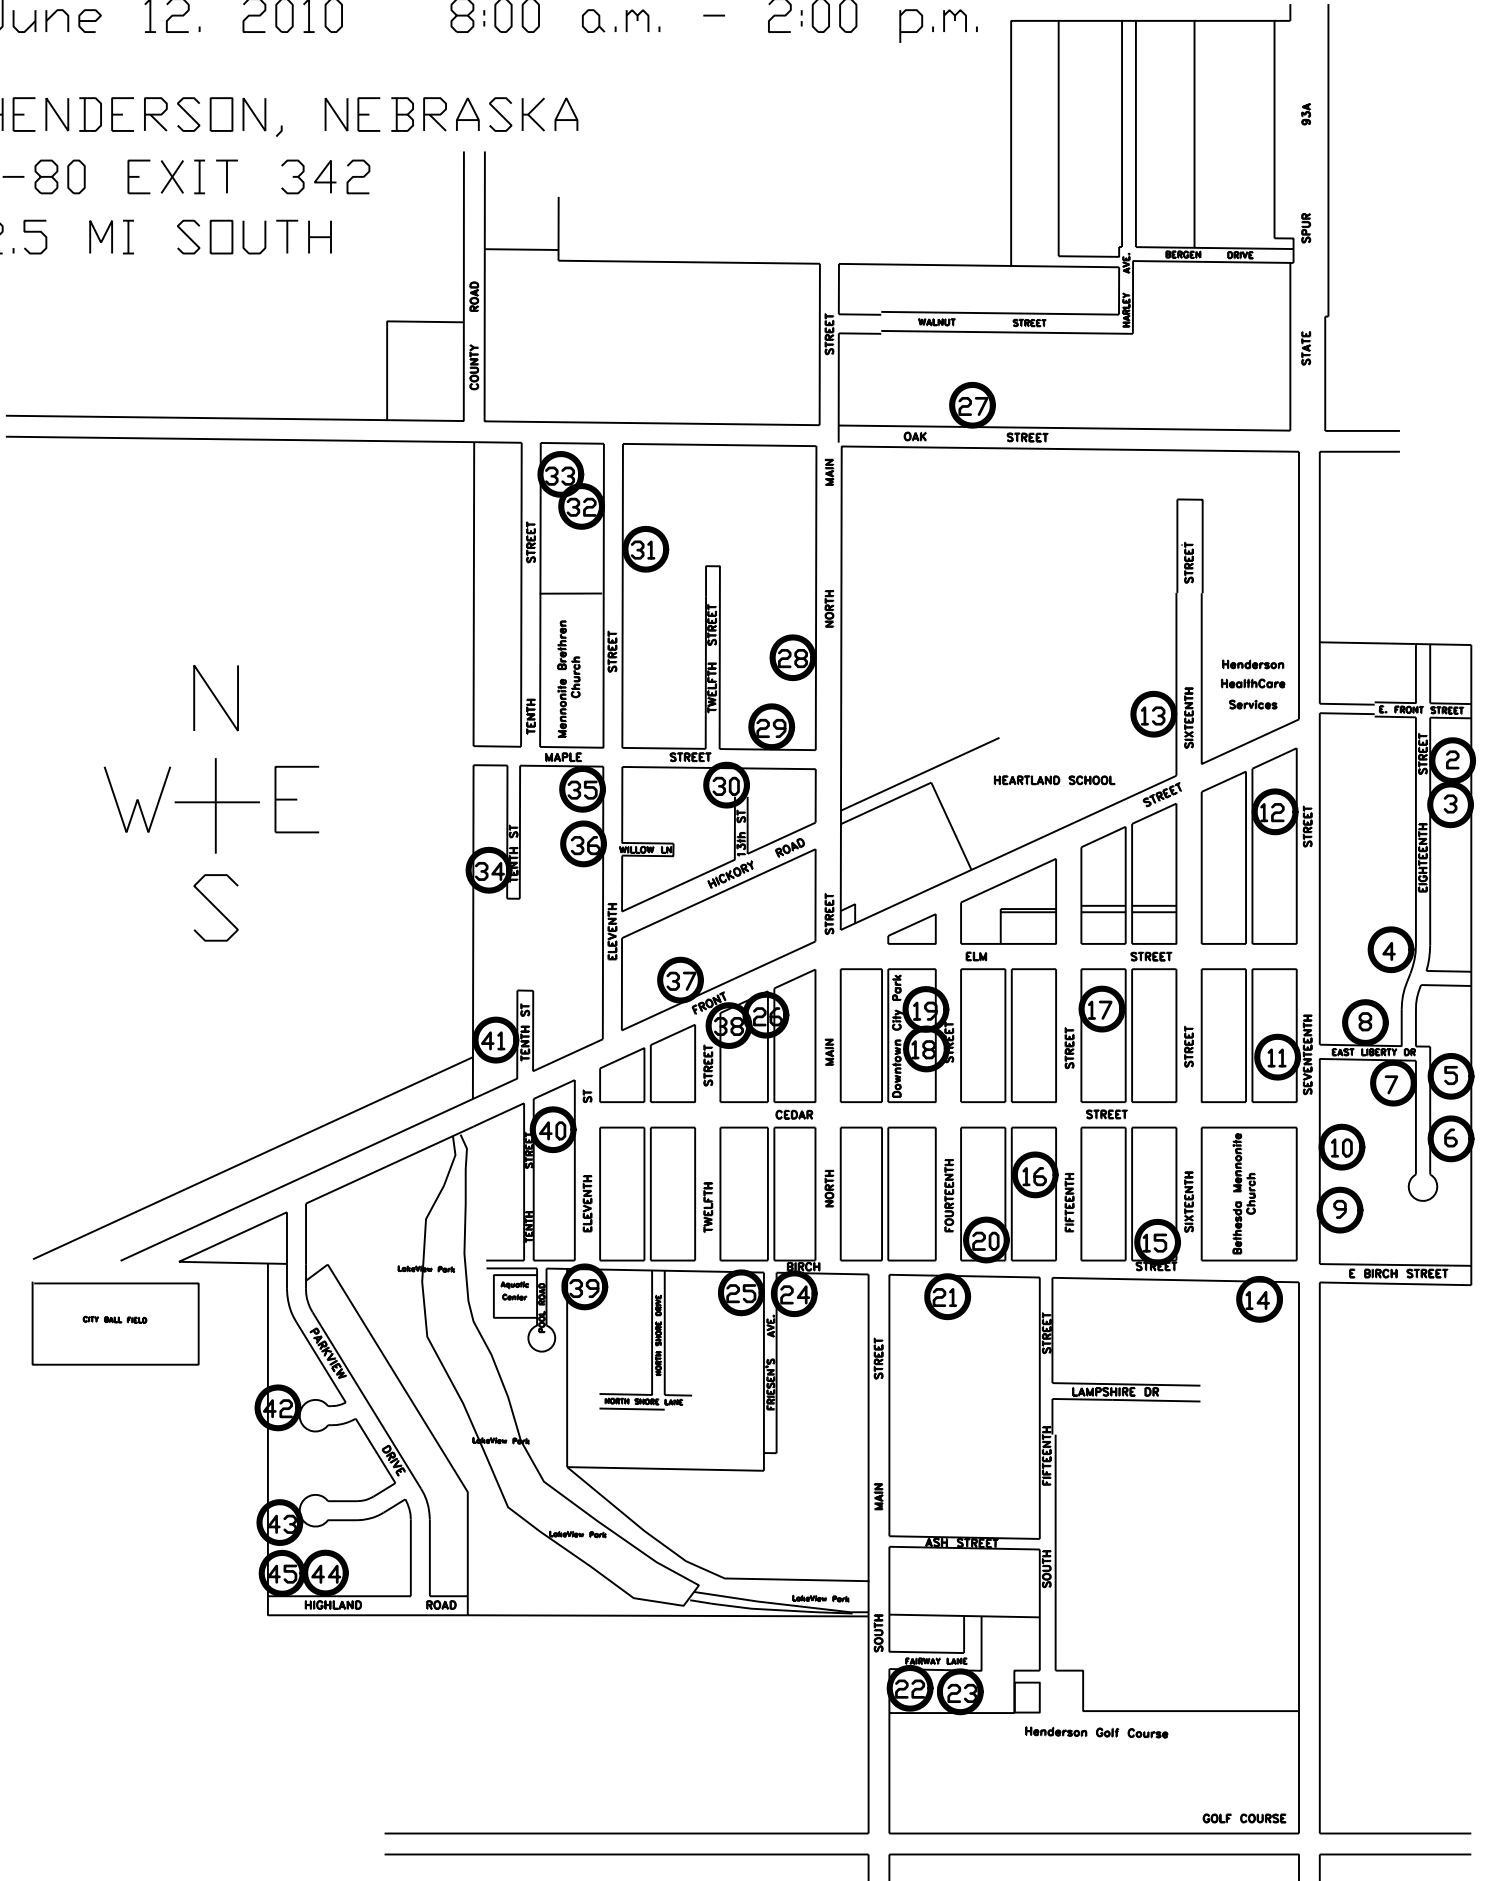 June 12. 2010 8:00 a.m. - 2:00 p.m.
HENDERSON, NEBRASKA
-80 EXIT 342
.5 MI SOUTH
93A
SPUR
STATE
BERGEN DRIVE
HARLEY AVE.
WALNUT STREET
COUNTY ROAD
STREET
27
OAK STREET
33
32
31
STREET
MAIN
NORTH
STREET
TENTH
STREET
Mennonite Brethren
Church
TWELFTH STREET
28
29
N
W E
S
MAPLE STREET
35
30
36
34
TENTH ST
WILLOW LN
13th ST
HICKORY ROAD
ELEVENTH
STREET
HEARTLAND SCHOOL
STREET
13
SIXTEENTH
STREET
Henderson
HealthCare
Services
E. FRONT STREET
STREET
2
3
12
STREET
EIGHTEENTH
4
8
EAST LIBERTY DR
7
5
6
10
9
SEVENTEENTH
11
ELM STREET
Downtown City Park
19
18
STREET
17
STREET
STREET
37
FRONT
38
26
STREET
MAIN
41
TENTH ST
ST
CEDAR STREET
40
STREET
TENTH
ELEVENTH
TWELFTH
NORTH
FOURTEENTH
16
FIFTEENTH
SIXTEENTH
Bethesda Mennonite
Church
20
15
BIRCH STREET
E BIRCH STREET
LakeView Park
Aquatic
Center
POOL ROAD
39
25
24
21
14
CITY BALL FIELD
NORTH SHORE DRIVE
NORTH SHORE LANE
FRIESEN'S AVE.
STREET
STREET
PARKVIEW
DRIVE
LAMPSHIRE DR
42
LakeView Park
FIFTEENTH
MAIN
43
LakeView Park
ASH STREET
45
44
SOUTH
HIGHLAND ROAD
LakeView Park
SOUTH
FAIRWAY LANE
22
23
Henderson Golf Course
GOLF COURSE